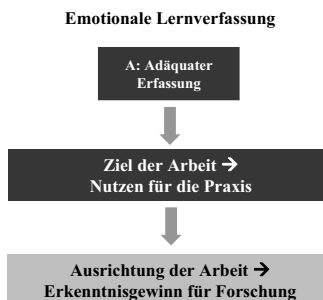 Emotionale Lernverfassung
A: Adäquater
Erfassung
Ziel der Arbeit →
Nutzen für die Praxis
Ausrichtung der Arbeit →
Erkenntnisgewinn für Forschung